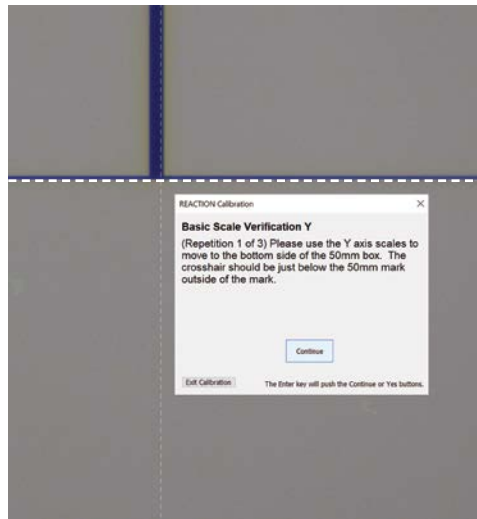 REACTION Calibration
Basic Scale Verification Y
(Repetition 1 of 3) Please use the Y axis scales to
move to the bottom side of the 50mm box. The
crosshair should be just below the 50mm mark
outside of the mark.
Continue
Exit Calibration The Enter key will push the Continue or Yes buttons.